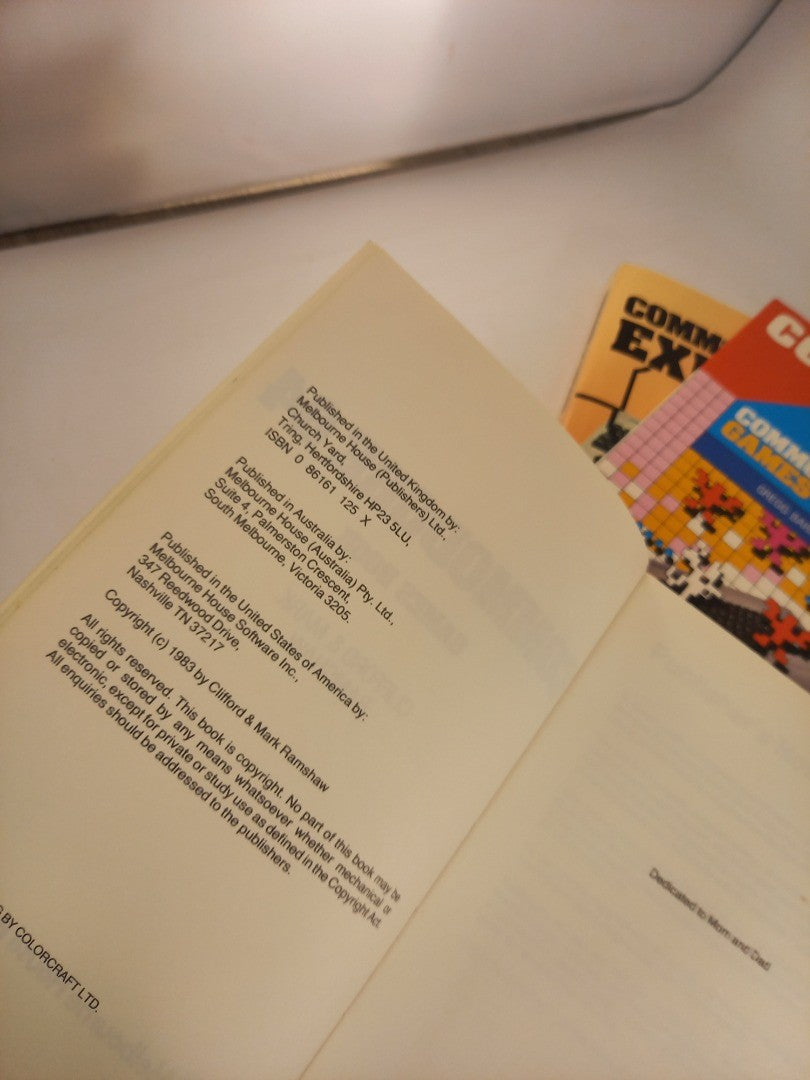 Published in the United Kingdom by:
Melbourne House (Publishers) Ltd.,
Church Yard,
Tring, Hertfordshire HP23 5LU,
ISBN 0 86161 125 X
Published in Australia by:
Melbourne House (Australia) Pty. Ltd.,
Suite 4, Palmerston Crescent,
South Melbourne, Victoria 3205.
Published in the United States of America by:
Melbourne House Software Inc.,
347 Reedwood Drive,
Nashville TN 37217
Copyright (c) 1983 by Clifford & Mark Ramshaw
All rights reserved. This book is copyright. No part of this book may be
copied or stored by any means whatsoever whether mechanical or
electronic, except for private or study use as defined in the Copyright Act.
All enquiries should be addressed to the publishers.
BY COLORCRAFT LTD.
Dedicated to Mom and Dad
COMM
EX
CO
COMM
GAMES
GREGG